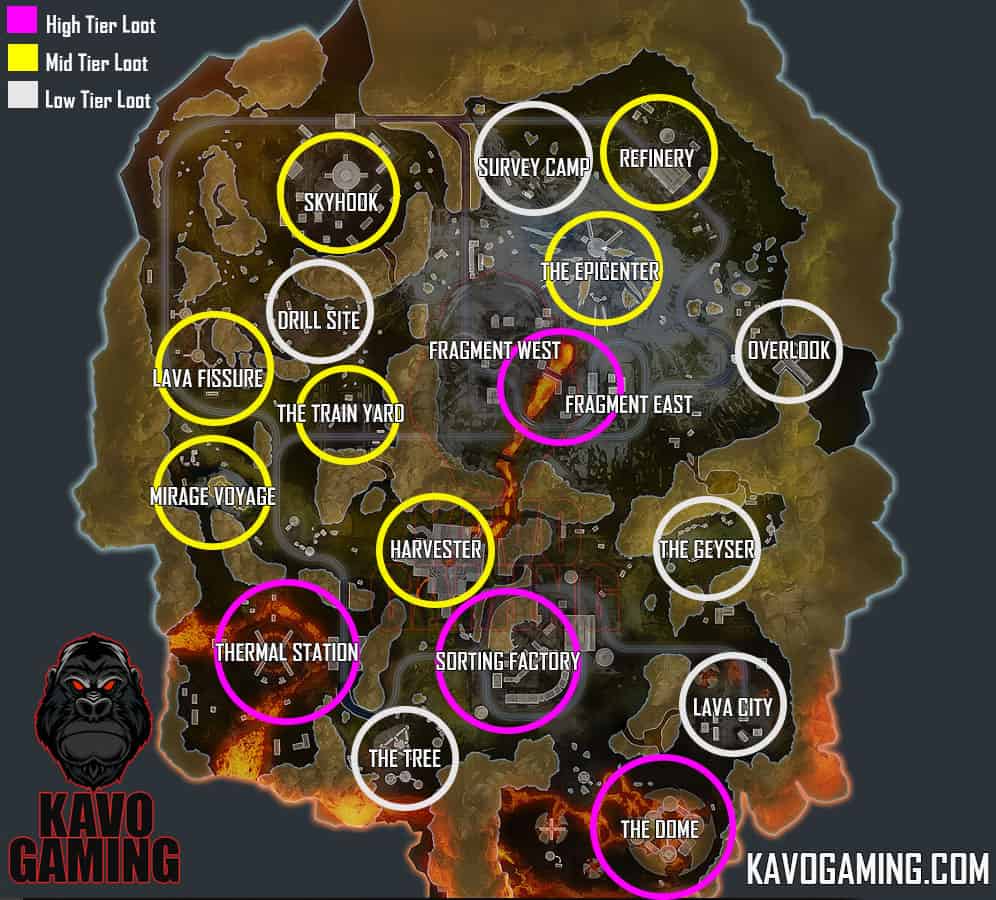 High Tier Loot
Mid Tier Loot
Low Tier Loot
SURVEY CAMP
REFINERY
SKYHOOK
THE EPICENTER
DRILL SITE
FRAGMENT WEST
OVERLOOK
LAVA FISSURE
FRAGMENT EAST
THE TRAIN YARD
MIRAGE VOYAGE
HARVESTER
THE GEYSER
THERMAL STATION
SORTING FACTORY
LAVA CITY
THE TREE
THE DOME
KAVO
GAMING
KAVOGAMING.COM